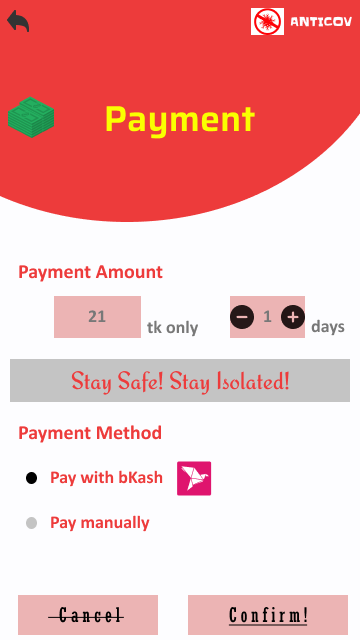 ANTICOV
Payment
Payment Amount
21 tk only − 1 + days
Stay Safe! Stay Isolated!
Payment Method
Pay with bKash
Pay manually
Cancel Confirm!